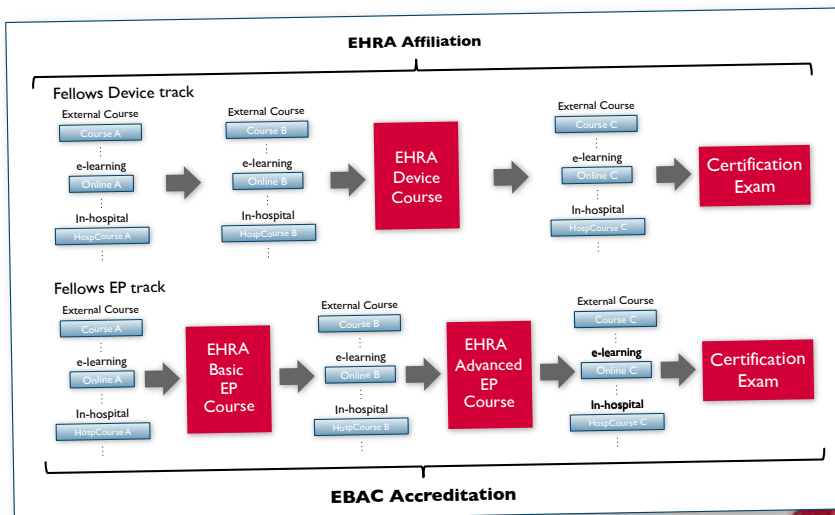 EHRA Affiliation
Fellows Device track
External Course
Course A
e-learning
Online A
In-hospital
HospCourse A
External Course
Course B
e-learning
Online B
In-hospital
HospCourse B
EHRA
Device
Course
External Course
Course C
e-learning
Online C
In-hospital
HospCourse C
Certification
Exam
Fellows EP track
External Course
Course A
e-learning
Online A
In-hospital
HospCourse A
EHRA
Basic
EP
Course
External Course
Course B
e-learning
Online B
In-hospital
HospCourse B
EHRA
Advanced
EP
Course
External Course
Course C
e-learning
Online C
In-hospital
HospCourse C
Certification
Exam
EBAC Accreditation